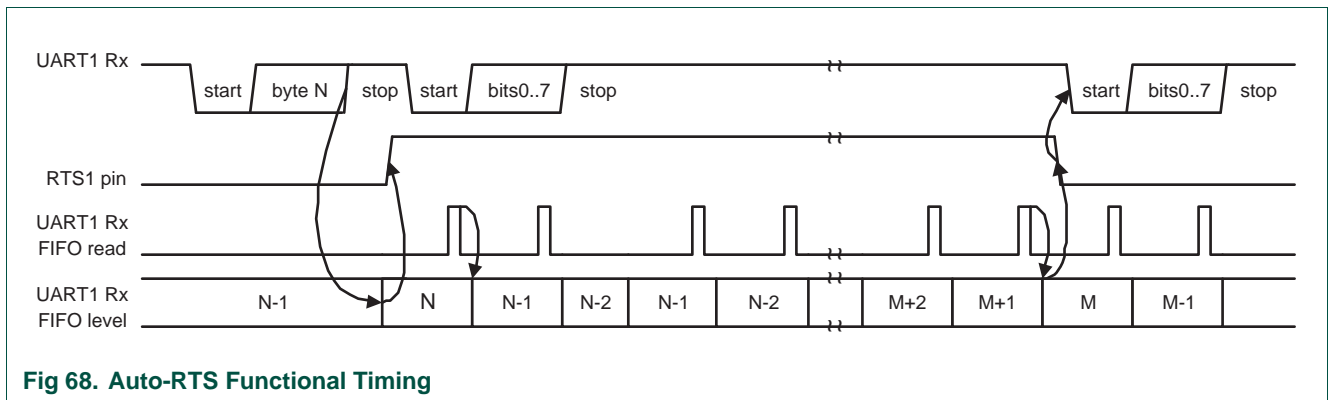 UART1 Rx
start byte N stop start bits0..7 stop start bits0..7 stop
RTS1 pin
UART1 Rx
FIFO read
UART1 Rx
FIFO level
N-1 N N-1 N-2 N-1 N-2 M+2 M+1 M M-1
Fig 68. Auto-RTS Functional Timing